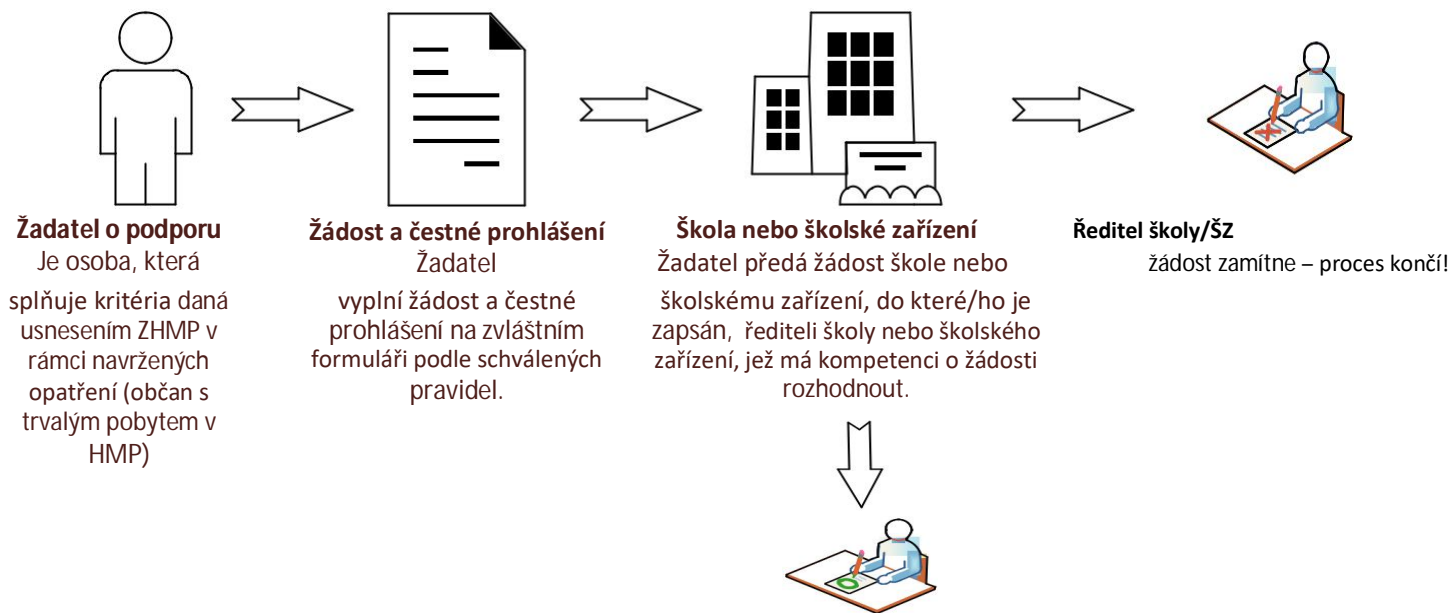 Žadatel o podporu
Je osoba, která
splňuje kritéria daná
usnesením ZHMP v
rámci navržených
opatření (občan s
trvalým pobytem v
HMP)
Žádost a čestné prohlášení
Žadatel
vyplní žádost a čestné
prohlášení na zvláštním
formuláři podle schválených
pravidel.
Škola nebo školské zařízení
Žadatel předá žádost škole nebo
školskému zařízení, do které/ho je
zapsán, řediteli školy nebo školského
zařízení, jež má kompetenci o žádosti
rozhodnout.
Ředitel školy/ŠZ
žádost zamítne – proces končí!